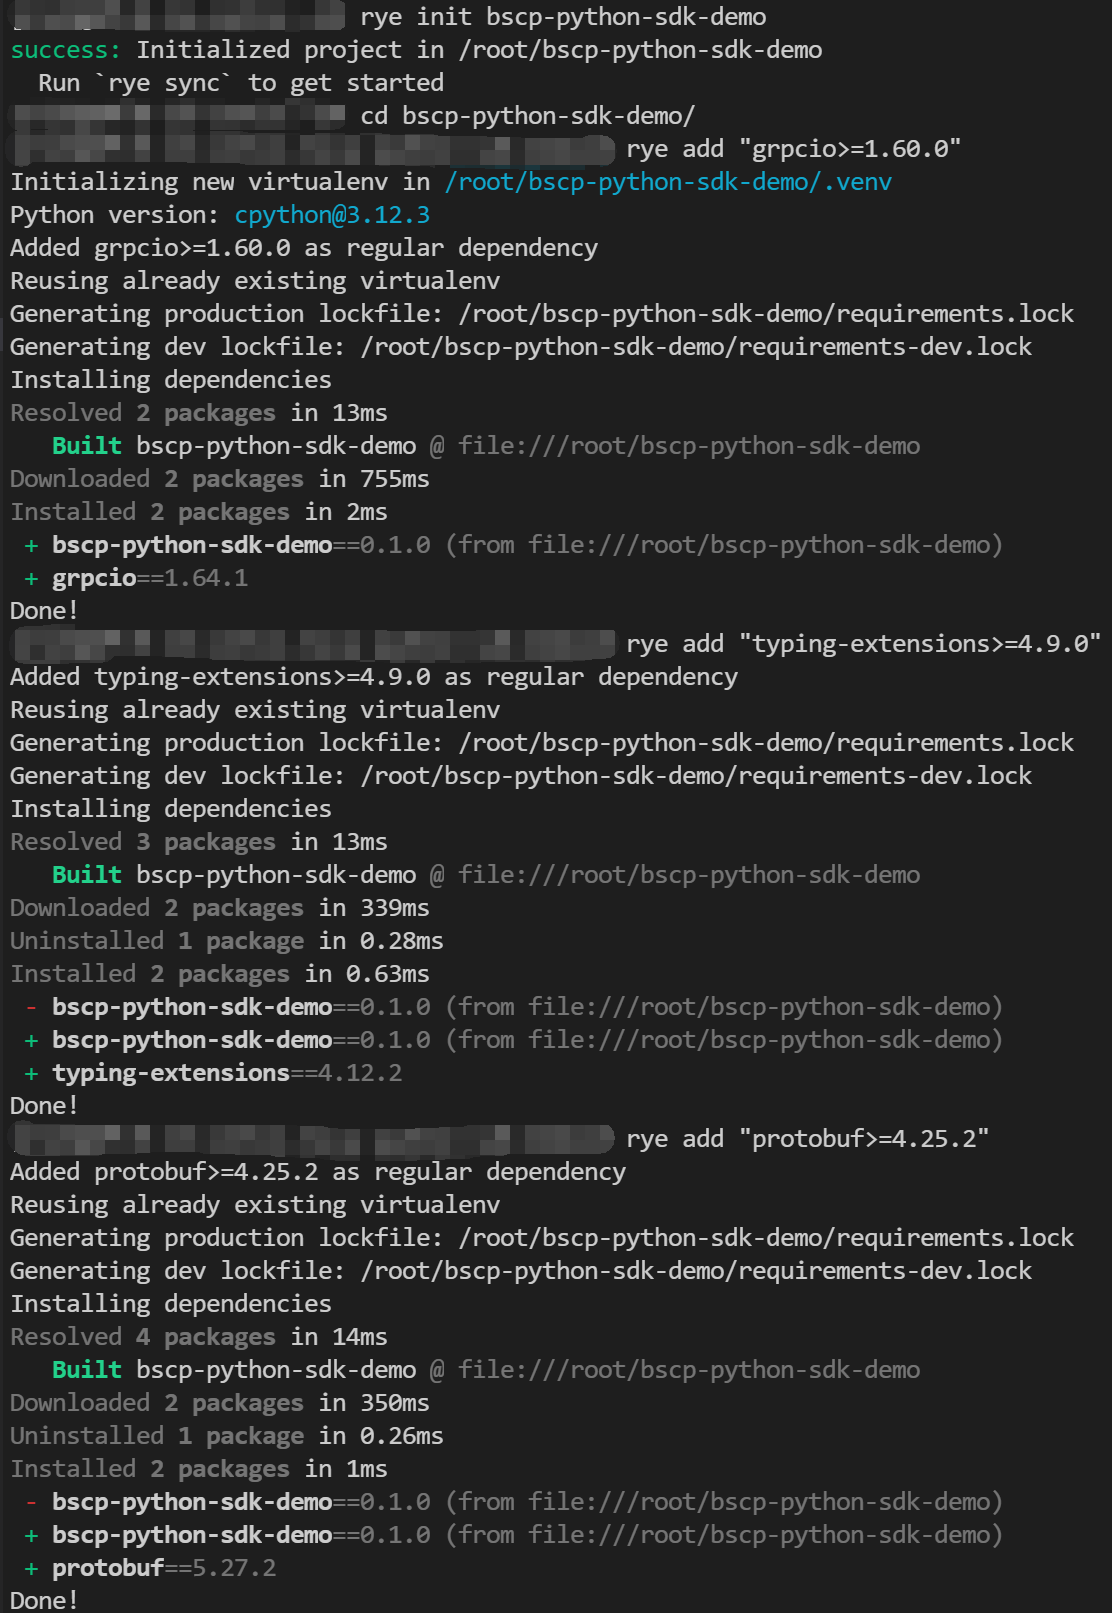 rye init bscp-python-sdk-demo
success: Initialized project in /root/bscp-python-sdk-demo
  Run `rye sync` to get started
cd bscp-python-sdk-demo/
rye add "grpcio>=1.60.0"
Initializing new virtualenv in /root/bscp-python-sdk-demo/.venv
Python version: cpython@3.12.3
Added grpcio>=1.60.0 as regular dependency
Reusing already existing virtualenv
Generating production lockfile: /root/bscp-python-sdk-demo/requirements.lock
Generating dev lockfile: /root/bscp-python-sdk-demo/requirements-dev.lock
Installing dependencies
Resolved 2 packages in 13ms
   Built bscp-python-sdk-demo @ file:///root/bscp-python-sdk-demo
Downloaded 2 packages in 755ms
Installed 2 packages in 2ms
 + bscp-python-sdk-demo==0.1.0 (from file:///root/bscp-python-sdk-demo)
 + grpcio==1.64.1
Done!
rye add "typing-extensions>=4.9.0"
Added typing-extensions>=4.9.0 as regular dependency
Reusing already existing virtualenv
Generating production lockfile: /root/bscp-python-sdk-demo/requirements.lock
Generating dev lockfile: /root/bscp-python-sdk-demo/requirements-dev.lock
Installing dependencies
Resolved 3 packages in 13ms
   Built bscp-python-sdk-demo @ file:///root/bscp-python-sdk-demo
Downloaded 2 packages in 339ms
Uninstalled 1 package in 0.28ms
Installed 2 packages in 0.63ms
 - bscp-python-sdk-demo==0.1.0 (from file:///root/bscp-python-sdk-demo)
 + bscp-python-sdk-demo==0.1.0 (from file:///root/bscp-python-sdk-demo)
 + typing-extensions==4.12.2
Done!
rye add "protobuf>=4.25.2"
Added protobuf>=4.25.2 as regular dependency
Reusing already existing virtualenv
Generating production lockfile: /root/bscp-python-sdk-demo/requirements.lock
Generating dev lockfile: /root/bscp-python-sdk-demo/requirements-dev.lock
Installing dependencies
Resolved 4 packages in 14ms
   Built bscp-python-sdk-demo @ file:///root/bscp-python-sdk-demo
Downloaded 2 packages in 350ms
Uninstalled 1 package in 0.26ms
Installed 2 packages in 1ms
 - bscp-python-sdk-demo==0.1.0 (from file:///root/bscp-python-sdk-demo)
 + bscp-python-sdk-demo==0.1.0 (from file:///root/bscp-python-sdk-demo)
 + protobuf==5.27.2
Done!